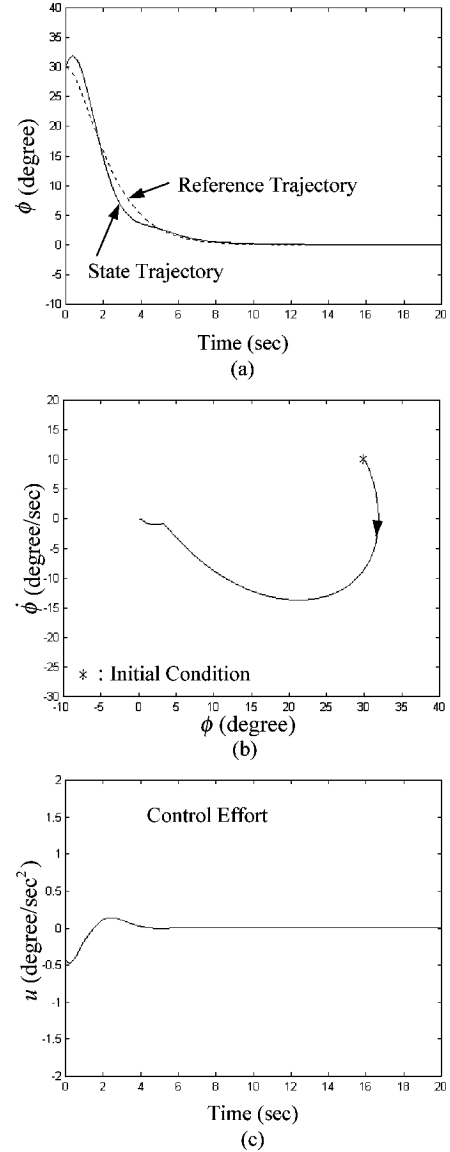 40
35
30
25
20
15
10
5
0
-5
-10
ϕ (degree)
Reference Trajectory
State Trajectory
0 2 4 6 8 10 12 14 16 18 20
Time (sec)
(a)
20
15
10
5
0
-5
-10
-15
-20
-25
-30
ϕ̇ (degree/sec)
* : Initial Condition
-10 -5 0 5 10 15 20 25 30 35 40
ϕ (degree)
(b)
2
1.5
1
0.5
0
-0.5
-1
-1.5
-2
u (degree/sec²)
Control Effort
0 2 4 6 8 10 12 14 16 18 20
Time (sec)
(c)